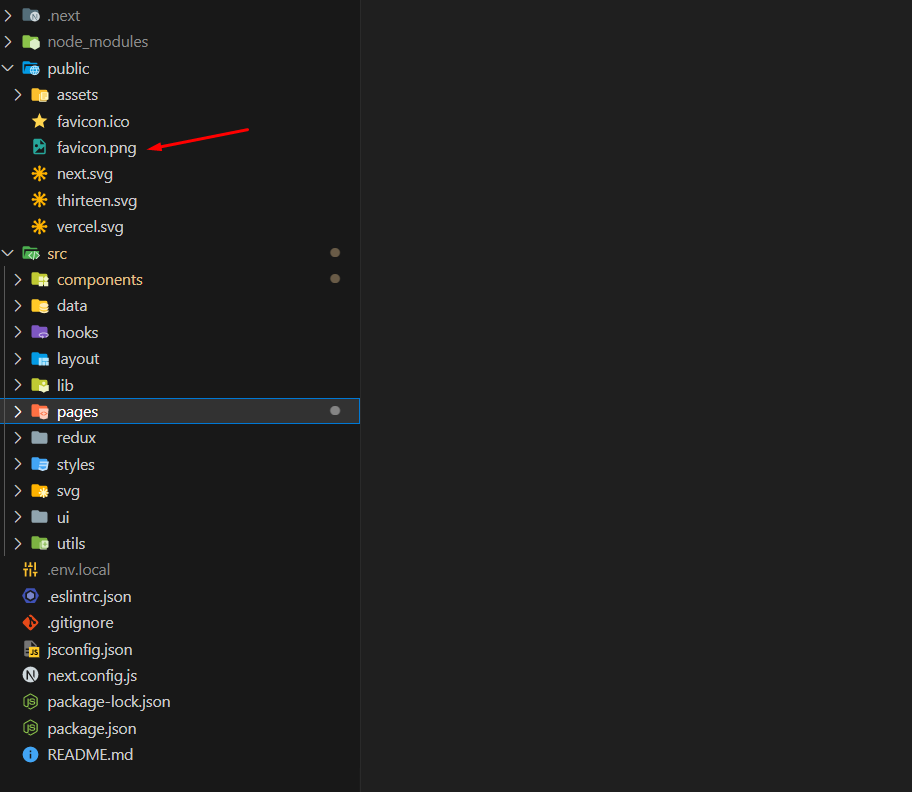 .next
node_modules
public
assets
favicon.ico
favicon.png
next.svg
thirteen.svg
vercel.svg
src
components
data
hooks
layout
lib
pages
redux
styles
svg
ui
utils
.env.local
.eslintrc.json
.gitignore
jsconfig.json
next.config.js
package-lock.json
package.json
README.md